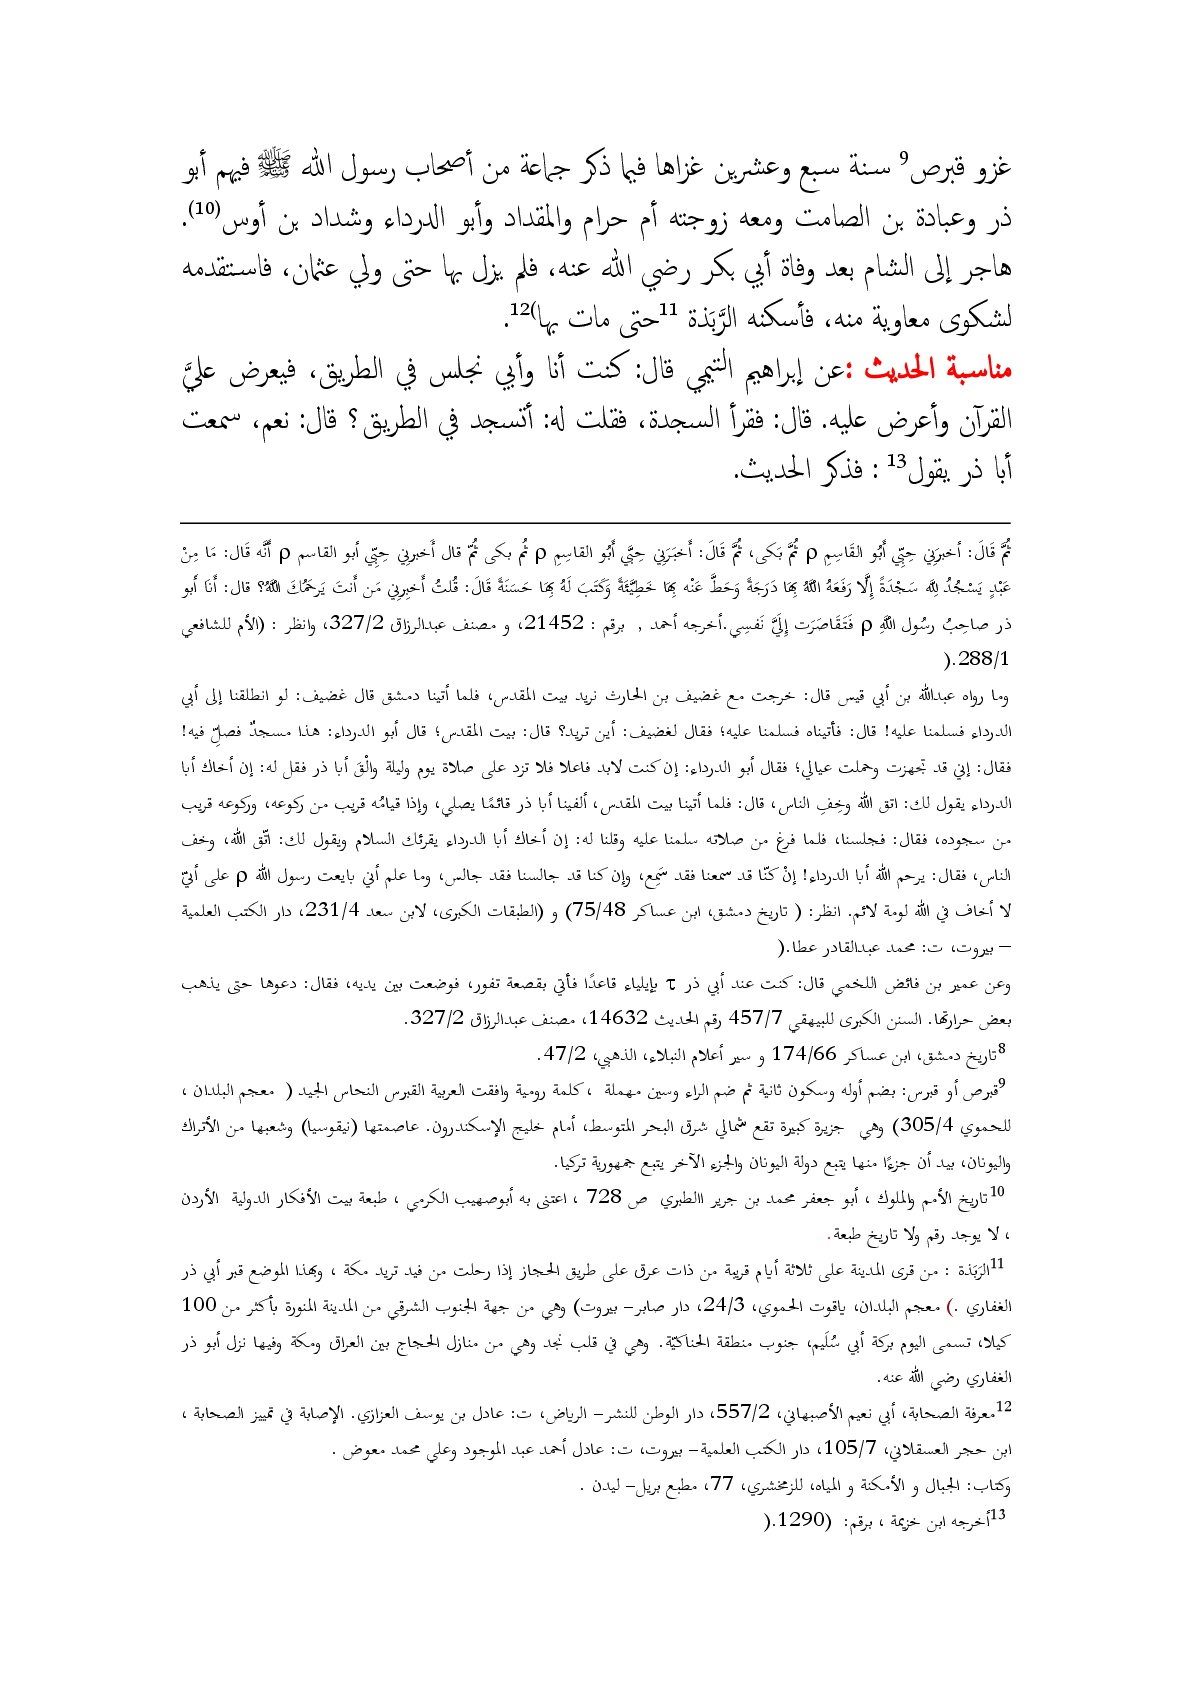 غزو قبرص9 سنة سبع وعشرين غزاها فيما ذكر جماعة من أصحاب رسول الله ﷺ فيهم أبو
ذر وعبادة بن الصامت ومعه زوجته أم حرام والمقداد وأبو الدرداء وشداد بن أوس(10).
هاجر إلى الشام بعد وفاة أبي بكر رضي الله عنه، فلم يزل بها حتى ولي عثمان، فاستقدمه
لشكوى معاوية منه، فأسكنه الرَّبَذة 11حتى مات بها)12.
مناسبة الحديث :عن إبراهيم التيمي قال: كنت أنا وأبي نجلس في الطريق، فيعرض عليَّ
القرآن وأعرض عليه. قال: فقرأ السجدة، فقلت له: أتسجد في الطريق؟ قال: نعم، سمعت
أبا ذر يقول13 : فذكر الحديث.
ثُمَّ قَالَ: أخبرَني حِبِّي أَبُو القَاسِمِ ρ ثُمَّ بَكى، ثُمَّ قَالَ: أَخبَرَني حِبَّي أَبُو القاسِمِ ρ ثُم بكى ثُمّ قال أَخبرني حِبِّي أبو القاسم ρ أنَّه قَال: مَا مِنْ
عَبْدٍ يَسْجُدُ لِلَّهِ سَجْدَةً إِلَّا رَفَعَهُ اللَّهُ بِهَا دَرَجَةً وَحَطَّ عَنْه بِهَا خَطِيْئَةً وَكَتَبَ لَهُ بِهَا حَسَنَةً قَالَ: قُلتُ أَخبِرِني مَن أَنتَ يَرحَمُكَ اللَّهُ؟ قال: أَنَا أَبو
ذر صاحِبُ رسُول اللَّهِ ρ فَتَقَاصَرَت إِلَيَّ نَفسِي.أخرجه أحمد , برقم : 21452، و مصنف عبدالرزاق 327/2، وانظر : (الأم للشافعي
288/1.(
وما رواه عبدالله بن أبي قيس قال: خرجت مع غضيف بن الحارث نريد بيت المقدس، فلما أتينا دمشق قال غضيف: لو انطلقنا إلى أبي
الدرداء فسلمنا عليه! قال: فأتيناه فسلمنا عليه؛ فقال لغضيف: أين تريد؟ قال: بيت المقدس؛ قال أبو الدرداء: هذا مسجدٌ فصلِّ فيه!
فقال: إني قد تجهزت وحملت عيالي؛ فقال أبو الدرداء: إن كنت لابد فاعلا فلا تزد على صلاة يوم وليلة والْقَ أبا ذر فقل له: إن أخاك أبا
الدرداء يقول لك: اتق الله وخِفِ الناس، قال: فلما أتينا بيت المقدس، ألفينا أبا ذر قائمًا يصلي، وإذا قيامُه قريب من ركوعه، وركوعه قريب
من سجوده، فقال: فجلسنا، فلما فرغ من صلاته سلمنا عليه وقلنا له: إن أخاك أبا الدرداء يقرئك السلام ويقول لك: اتّق الله، وخف
الناس، فقال: يرحم الله أبا الدرداء! إنْ كنّا قد سمعنا فقد سَمِع، وإن كنا قد جالسنا فقد جالس، وما علم أني بايعت رسول الله ρ على أنيّ
لا أخاف في الله لومة لائم. انظر: ( تاريخ دمشق، ابن عساكر 75/48) و (الطبقات الكبرى، لابن سعد 231/4، دار الكتب العلمية
– بيروت، ت: محمد عبدالقادر عطا.(
وعن عمير بن فائض اللخمي قال: كنت عند أبي ذر τ بإيلياء قاعدًا فأتي بقصعة تفور، فوضعت بين يديه، فقال: دعوها حتى يذهب
بعض حرارتها. السنن الكبرى للبيهقي 457/7 رقم الحديث 14632، مصنف عبدالرزاق 327/2.
8تاريخ دمشق، ابن عساكر 174/66 و سير أعلام النبلاء، الذهبي، 47/2.
9قبرص أو قبرس: بضم أوله وسكون ثانية ثم ضم الراء وسين مهملة ، كلمة رومية وافقت العربية القبرس النحاس الجيد ( معجم البلدان ،
للحموي 305/4) وهي جزيرة كبيرة تقع شمالي شرق البحر المتوسط، أمام خليج الإسكندرون. عاصمتها (نيقوسيا) وشعبها من الأتراك
واليونان، بيد أن جزءًا منها يتبع دولة اليونان والجزء الآخر يتبع جمهورية تركيا.
10 تاريخ الأمم والملوك ، أبو جعفر محمد بن جرير االطبري ص 728 ، اعتنى به أبوصهيب الكرمي ، طبعة بيت الأفكار الدولية الأردن
، لا يوجد رقم ولا تاريخ طبعة.
11الرَبَذة : من قرى المدينة على ثلاثة أيام قريبة من ذات عرق على طريق الحجاز إذا رحلت من فيد تريد مكة ، وبهذا الموضع قبر أبي ذر
الغفاري .) معجم البلدان، ياقوت الحموي، 24/3، دار صابر– بيروت) وهي من جهة الجنوب الشرقي من المدينة المنورة بأكثر من 100
كيلا، تسمى اليوم بركة أبي سُلَيم، جنوب منطقة الحناكيّة. وهي في قلب نجد وهي من منازل الحجاج بين العراق ومكة وفيها نزل أبو ذر
الغفاري رضي الله عنه.
12معرفة الصحابة، أبي نعيم الأصبهاني، 557/2، دار الوطن للنشر– الرياض، ت: عادل بن يوسف العزازي. الإصابة في تمييز الصحابة ،
ابن حجر العسقلاني، 105/7، دار الكتب العلمية– بيروت، ت: عادل أحمد عبد الموجود وعلي محمد معوض .
وكتاب: الجبال و الأمكنة و المياه، للزمخشري، 77، مطبع بريل– ليدن .
13أخرجه ابن خزيمة ، برقم: (1290.(